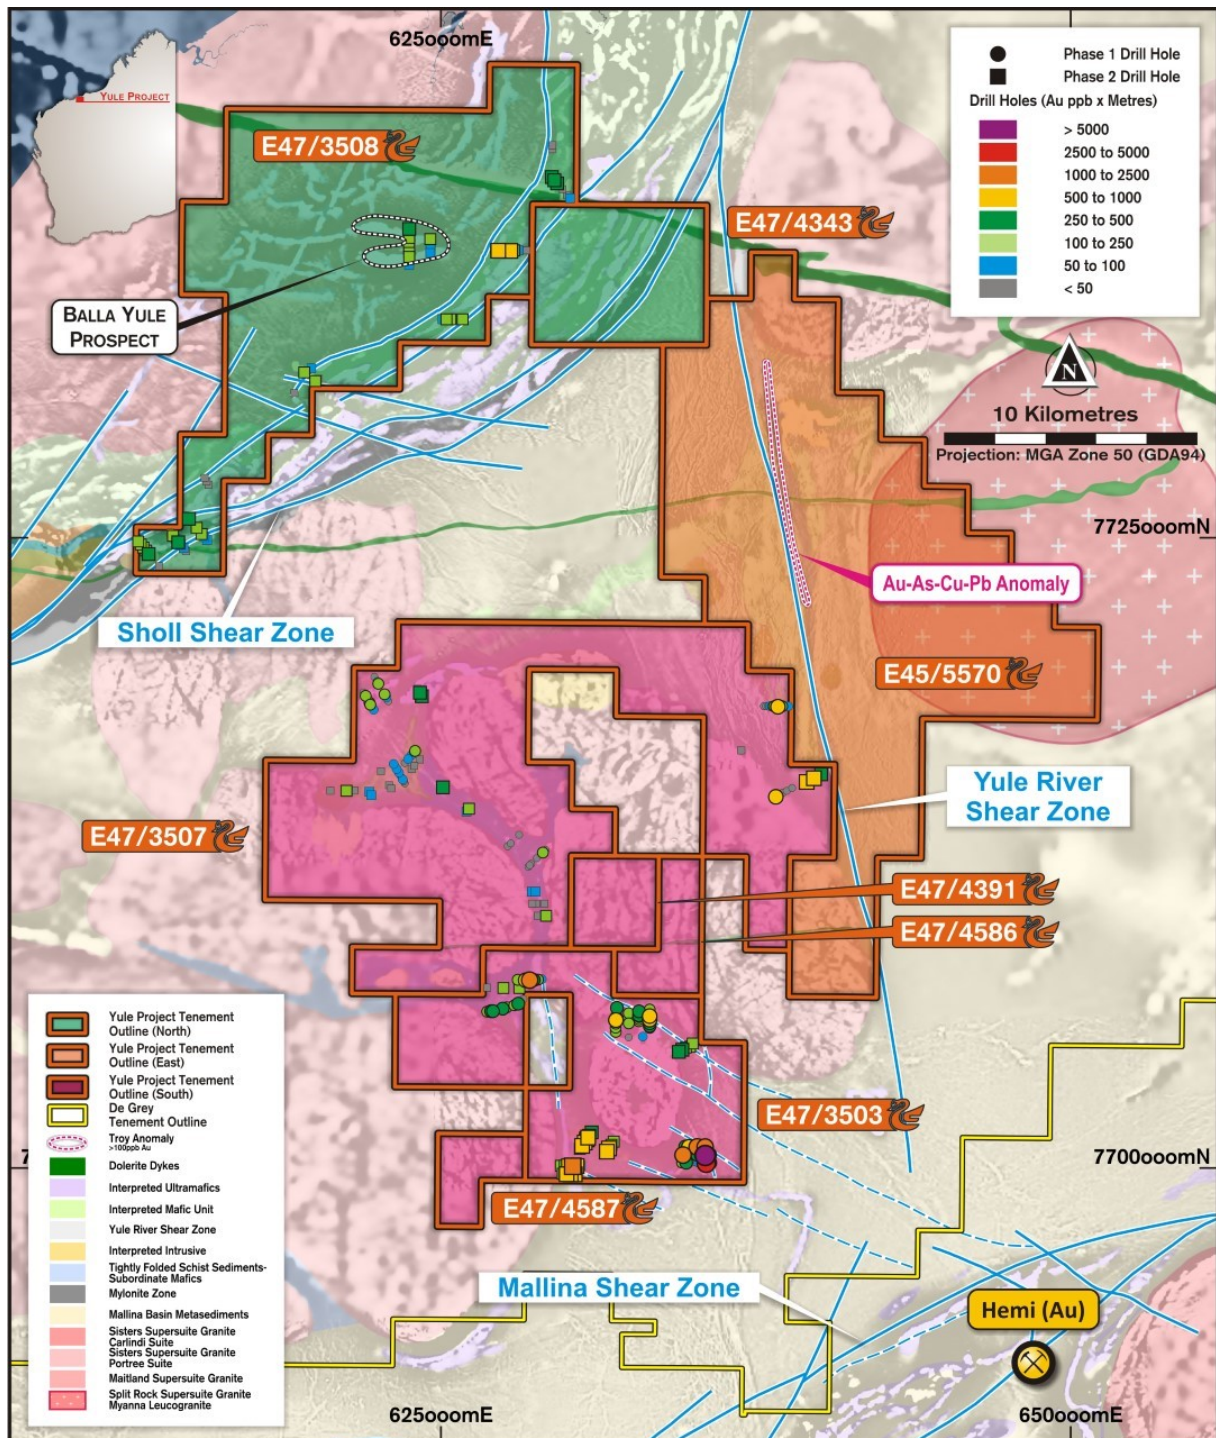 625000mE
YULE PROJECT
Phase 1 Drill Hole
Phase 2 Drill Hole
Drill Holes (Au ppb x Metres)
> 5000
2500 to 5000
1000 to 2500
500 to 1000
250 to 500
100 to 250
50 to 100
< 50
E47/3508
E47/4343
BALLA YULE
PROSPECT
N
10 Kilometres
Projection: MGA Zone 50 (GDA94)
7725000mN
Au-As-Cu-Pb Anomaly
Sholl Shear Zone
E45/5570
Yule River
Shear Zone
E47/3507
E47/4391
E47/4586
E47/3503
7700000mN
E47/4587
Mallina Shear Zone
Hemi (Au)
Yule Project Tenement
Outline (North)
Yule Project Tenement
Outline (East)
Yule Project Tenement
Outline (South)
De Grey
Tenement Outline
Troy Anomaly
>100ppb Au
Dolerite Dykes
Interpreted Ultramafics
Interpreted Mafic Unit
Yule River Shear Zone
Interpreted Intrusive
Tightly Folded Schist Sediments-
Subordinate Mafics
Mylonite Zone
Mallina Basin Metasediments
Sisters Supersuite Granite
Carlindi Suite
Sisters Supersuite Granite
Portree Suite
Maitland Supersuite Granite
Split Rock Supersuite Granite
Myanna Leucogranite
625000mE
650000mE